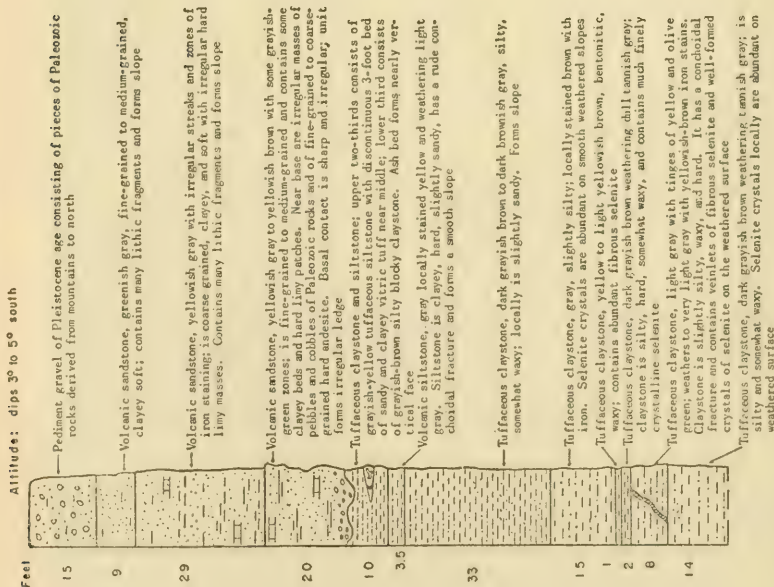 Attitude: dips 3° to 5° south
Feet
15
Pediment gravel of Pleistocene age consisting of pieces of Paleozoic
rocks derived from mountains to north
9
Volcanic sandstone, greenish gray, fine-grained to medium-grained,
clayey soft; contains many lithic fragments and forms slope
29
Volcanic sandstone, yellowish gray with irregular streaks and zones of
iron staining; is coarse grained, clayey, and soft with irregular hard
limy masses. Contains many lithic fragments and forms slope
20
Volcanic sandstone, yellowish gray to yellowish brown with some grayish-
green zones; is fine-grained to medium-grained and contains some
clayey beds and hard limy patches. Near base are irregular masses of
pebbles and cobbles of Paleozoic rocks and of fine-grained to coarse-
grained hard andesite. Basal contact is sharp and irregular; unit
forms irregular ledge
10
Tuffaceous claystone and siltstone; upper two-thirds consists of
grayish-yellow tuffaceous siltstone with discontinuous 3-foot bed
of sandy and clayey vitric tuff near middle; lower third consists
of grayish-brown silty blocky claystone. Ash bed forms nearly ver-
tical face
3.5
Volcanic siltstone, gray locally stained yellow and weathering light
gray. Siltstone is clayey, hard, slightly sandy, has a rude con-
choidal fracture and forms a smooth slope
33
Tuffaceous claystone, dark grayish brown to dark brownish gray, silty,
somewhat waxy; locally is slightly sandy. Forms slope
15
Tuffaceous claystone, gray, slightly silty; locally stained brown with
iron. Selenite crystals are abundant on smooth weathered slopes
1
Tuffaceous claystone, yellow to light yellowish brown, bentonitic,
waxy; contains abundant fibrous selenite
2
Tuffaceous claystone, dark grayish brown weathering dull tannish gray;
claystone is silty, hard, somewhat waxy, and contains much finely
crystalline selenite
8
Tuffaceous claystone, light gray with tinges of yellow and olive
green; weathers to very light gray with yellowish-brown iron stains.
Claystone is slightly silty, waxy, and hard. It has a conchoidal
fracture and contains veinlets of fibrous selenite and well-formed
crystals of selenite on the weathered surface
14
Tuffaceous claystone, dark grayish brown weathering tannish gray; is
silty and somewhat waxy. Selenite crystals locally are abundant on
weathered surface